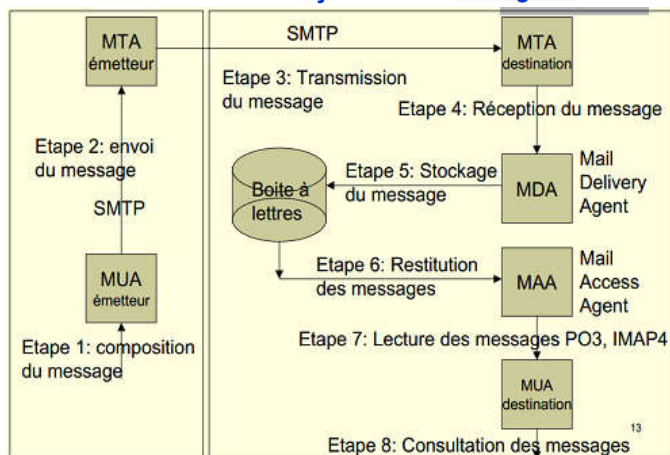 MTA
émetteur
SMTP
MTA
destination
Etape 3: Transmission
du message
Etape 4: Réception du message
Etape 2: envoi
du message
SMTP
Boite à
lettres
Etape 5: Stockage
du message
MDA
Mail
Delivery
Agent
MUA
émetteur
Etape 6: Restitution
des messages
MAA
Mail
Access
Agent
Etape 1: composition
du message
Etape 7: Lecture des messages PO3, IMAP4
MUA
destination
13
Etape 8: Consultation des messages